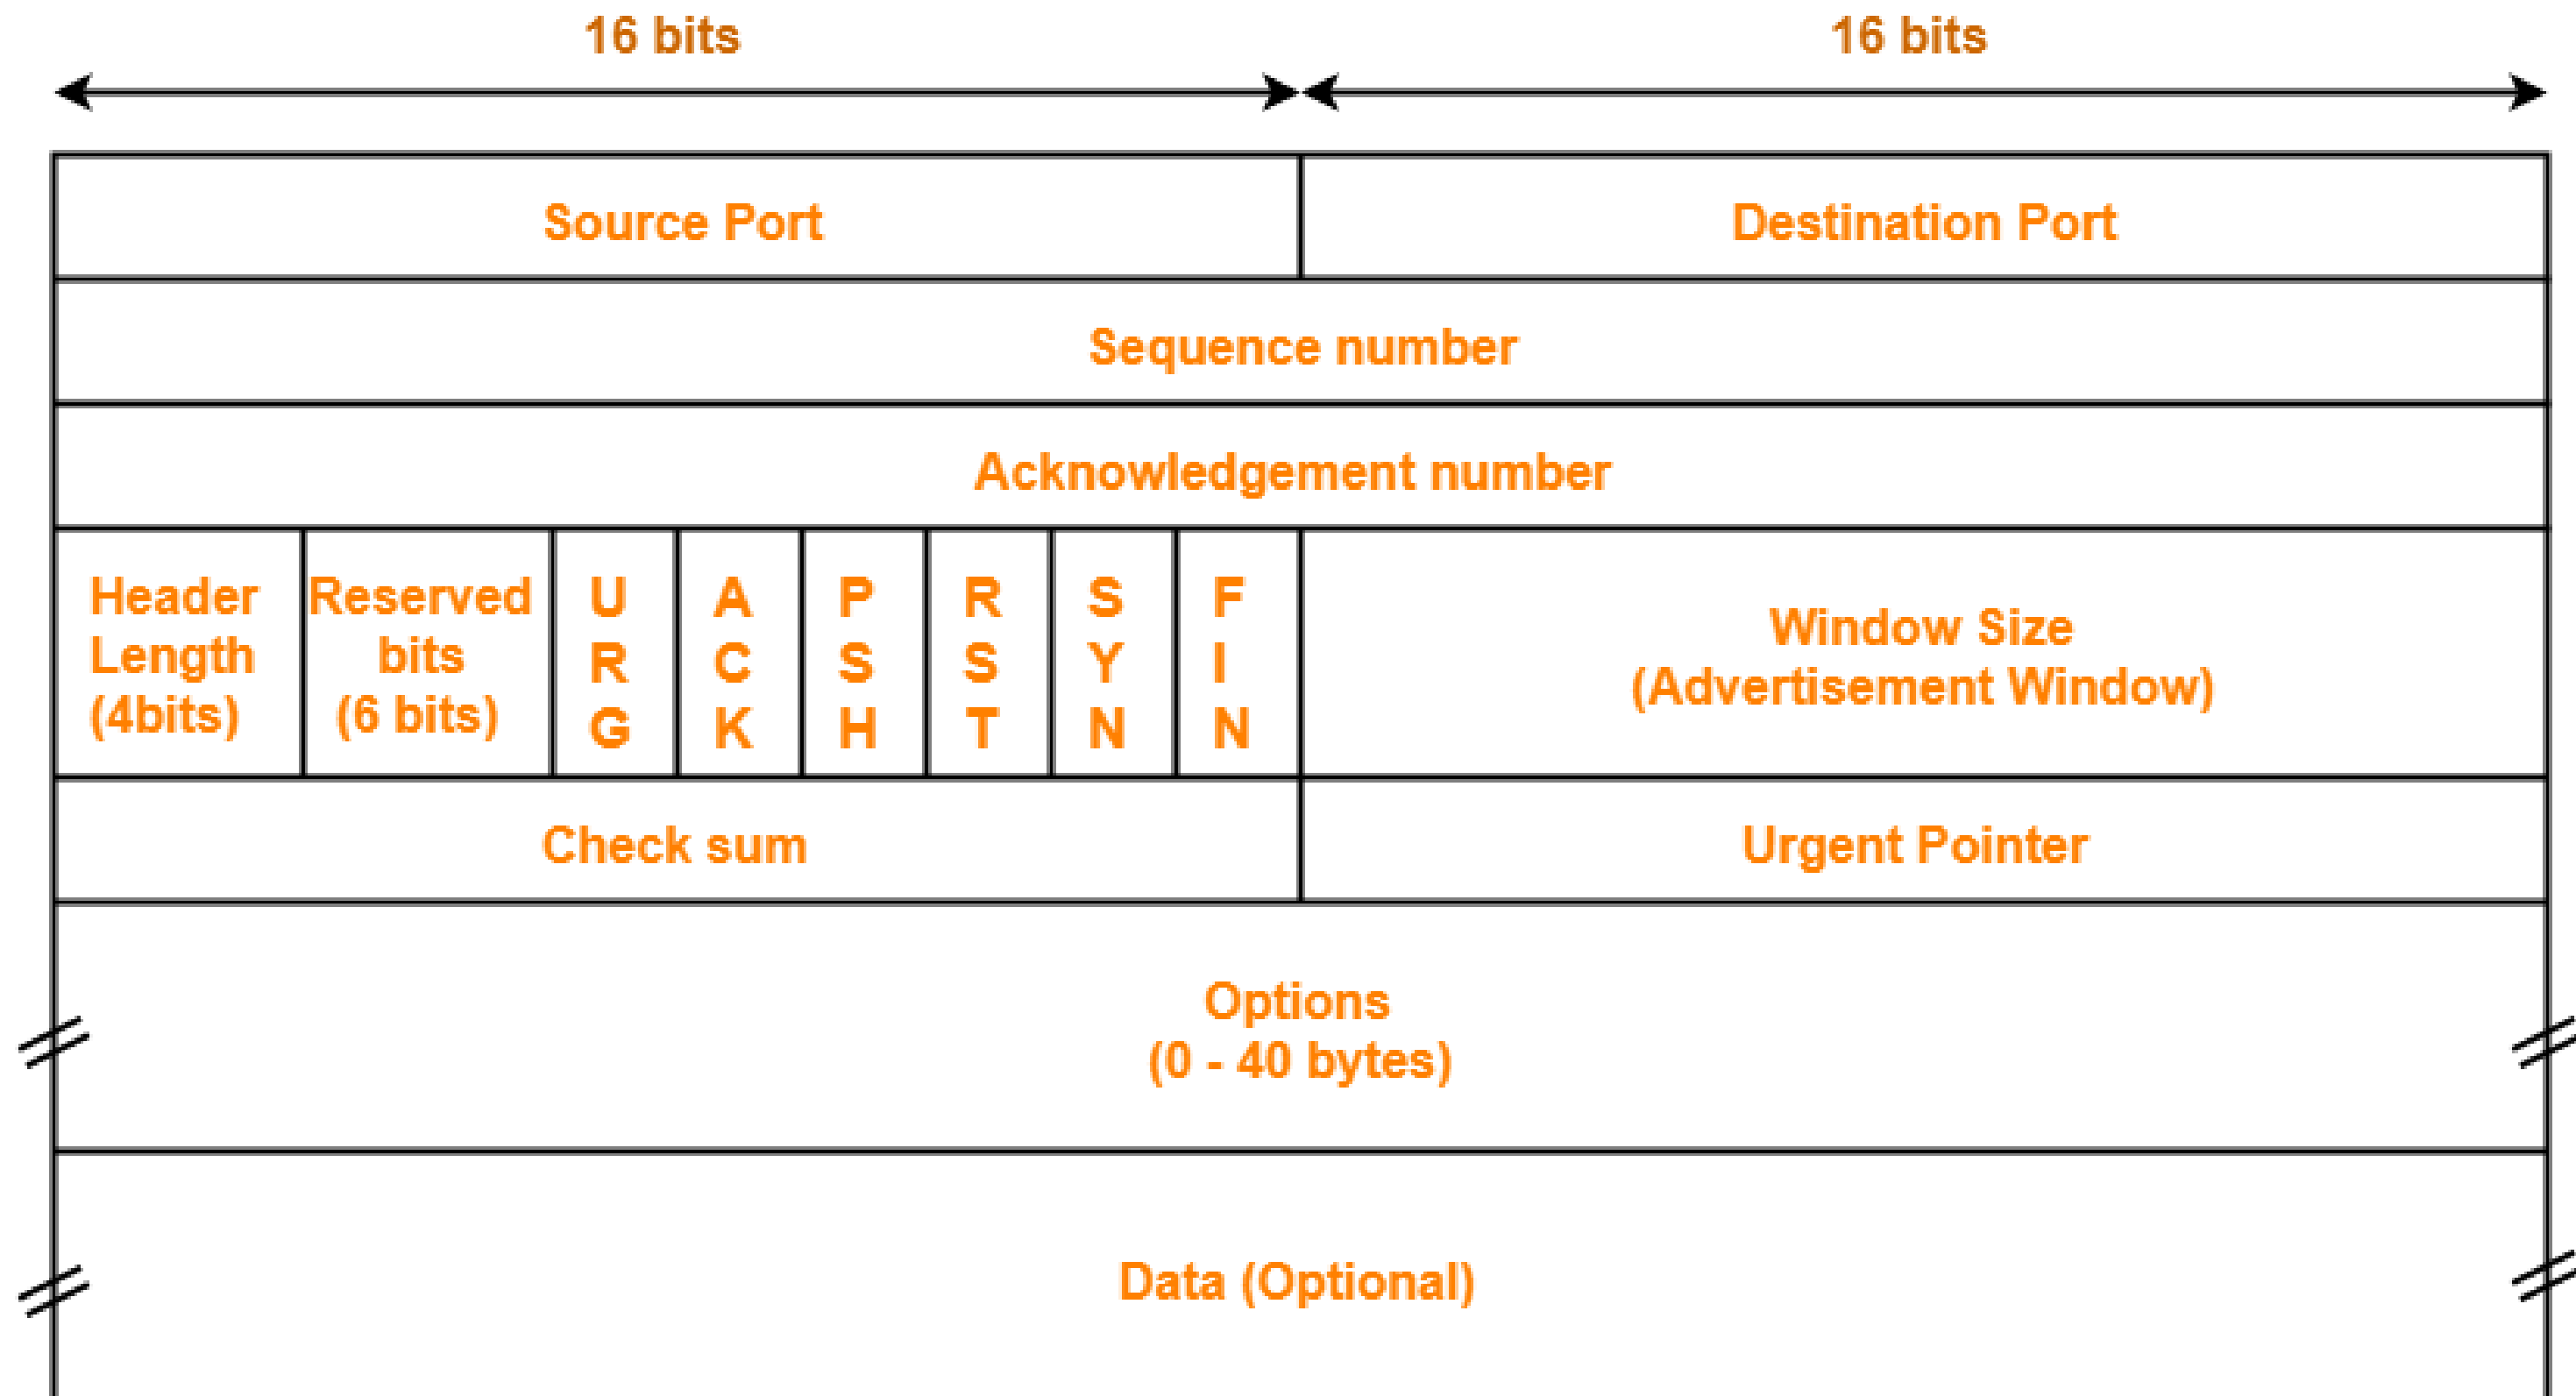 16 bits
16 bits
Source Port
Destination Port
Sequence number
Acknowledgement number
Header
Length
(4bits)
Reserved
bits
(6 bits)
U
R
G
A
C
K
P
S
H
R
S
T
S
Y
N
F
I
N
Window Size
(Advertisement Window)
Check sum
Urgent Pointer
Options
(0 - 40 bytes)
Data (Optional)